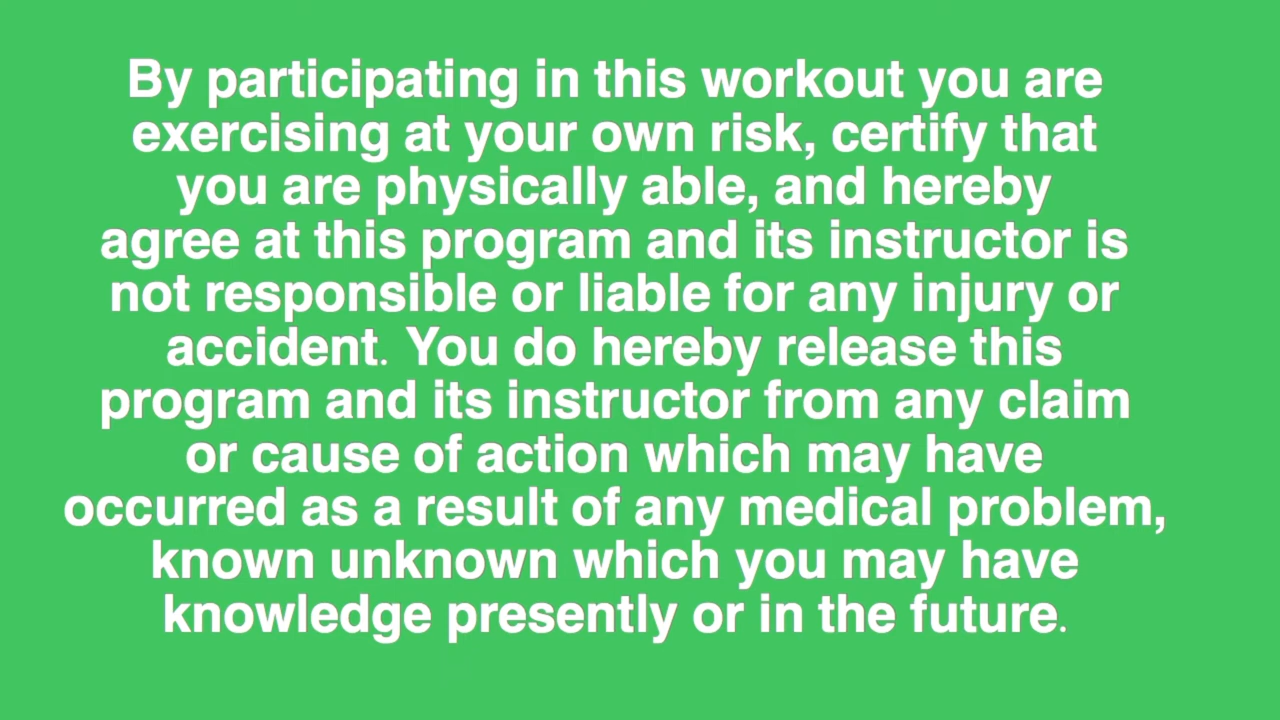 By participating in this workout you are
exercising at your own risk, certify that
you are physically able, and hereby
agree at this program and its instructor is
not responsible or liable for any injury or
accident. You do hereby release this
program and its instructor from any claim
or cause of action which may have
occurred as a result of any medical problem,
known unknown which you may have
knowledge presently or in the future.